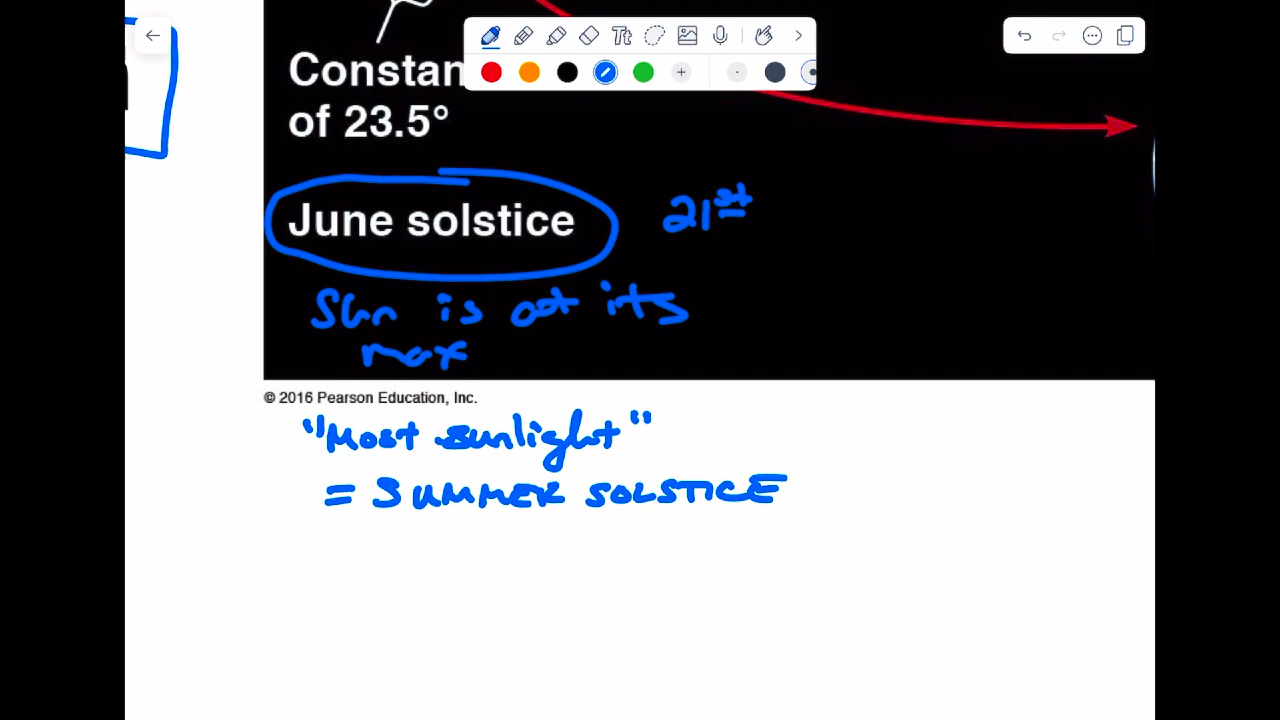 Constan
of 23.5°
June solstice 21st
Sun is at its
max
© 2016 Pearson Education, Inc.
"Most sunlight"
= SUMMER SOLSTICE